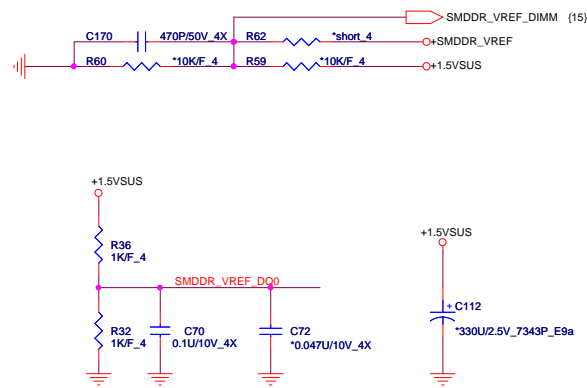 SMDDR_VREF_DIMM {15}
C170 470P/50V_4X R62 *short_4
+SMDDR_VREF
R60 *10K/F_4 R59 *10K/F_4
+1.5VSUS
+1.5VSUS
R36
1K/F_4
SMDDR_VREF_DQ0
R32
1K/F_4
C70
0.1U/10V_4X
C72
*0.047U/10V_4X
+1.5VSUS
+ C112
*330U/2.5V_7343P_E9a